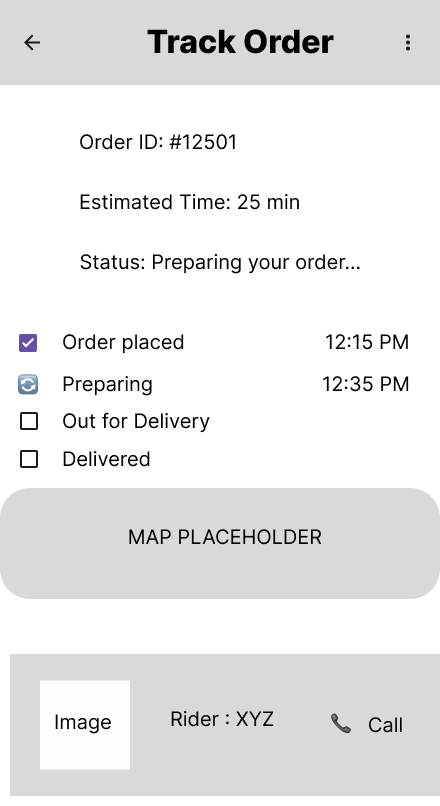 Track Order
Order ID: #12501
Estimated Time: 25 min
Status: Preparing your order...
Order placed 12:15 PM
Preparing 12:35 PM
Out for Delivery
Delivered
MAP PLACEHOLDER
Image Rider : XYZ Call